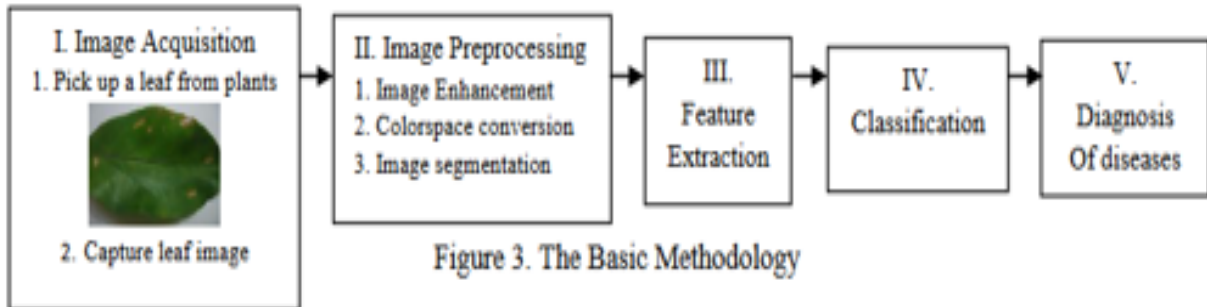 I. Image Acquisition
1. Pick up a leaf from plants
2. Capture leaf image
II. Image Preprocessing
1. Image Enhancement
2. Colorspace conversion
3. Image segmentation
III.
Feature
Extraction
IV.
Classification
V.
Diagnosis
Of diseases
Figure 3. The Basic Methodology